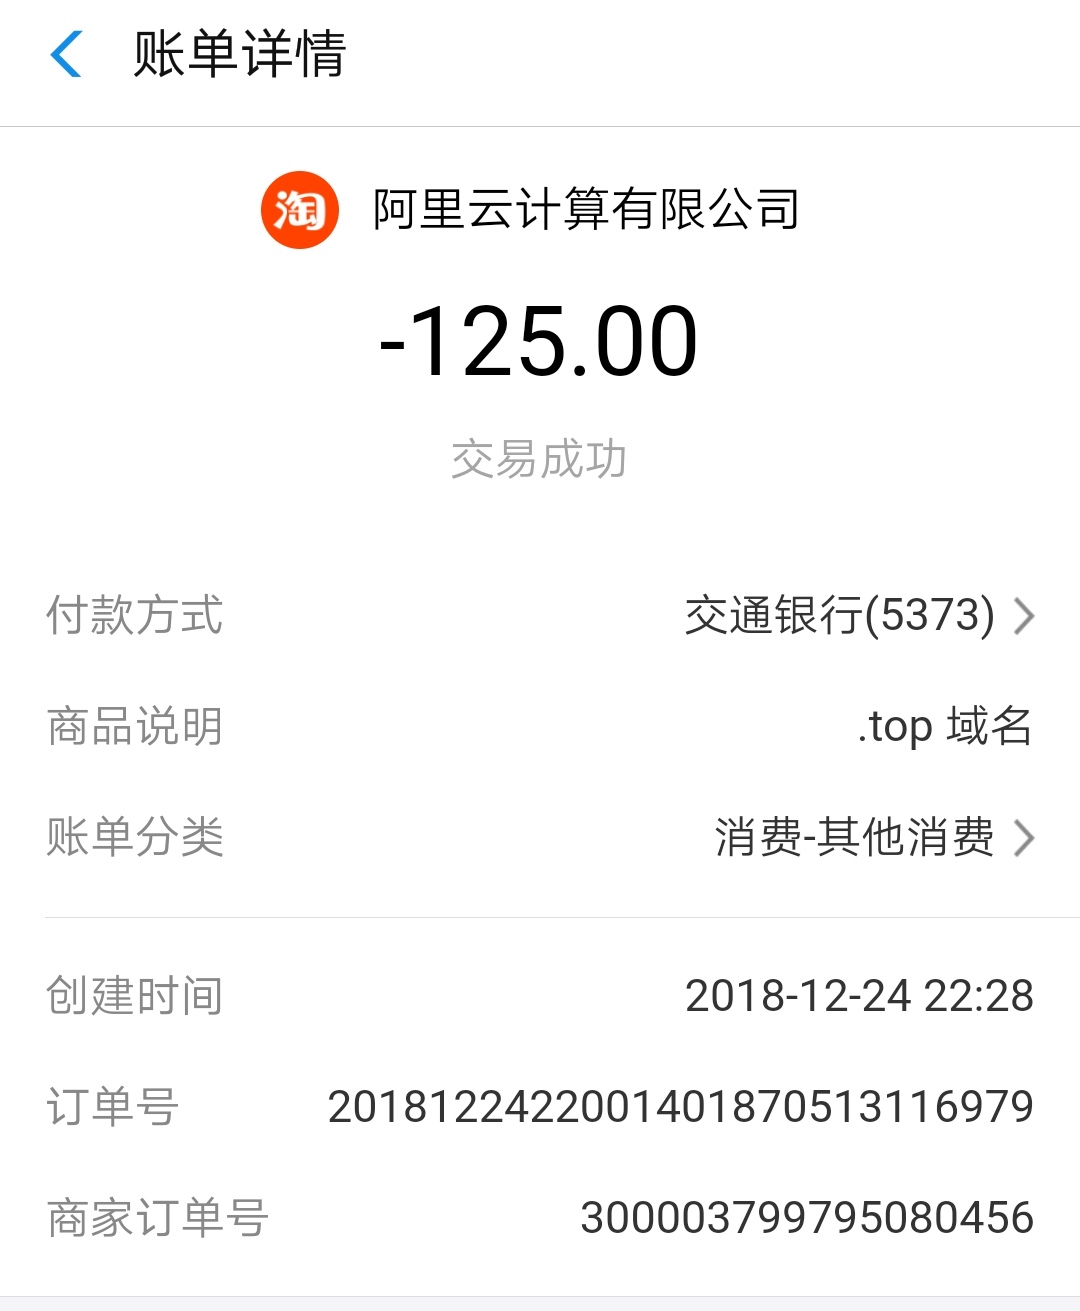 账单详情
淘 阿里云计算有限公司
-125.00
交易成功
付款方式 交通银行(5373)
商品说明 .top 域名
账单分类 消费-其他消费
创建时间 2018-12-24 22:28
订单号 2018122422001401870513116979
商家订单号 300003799795080456